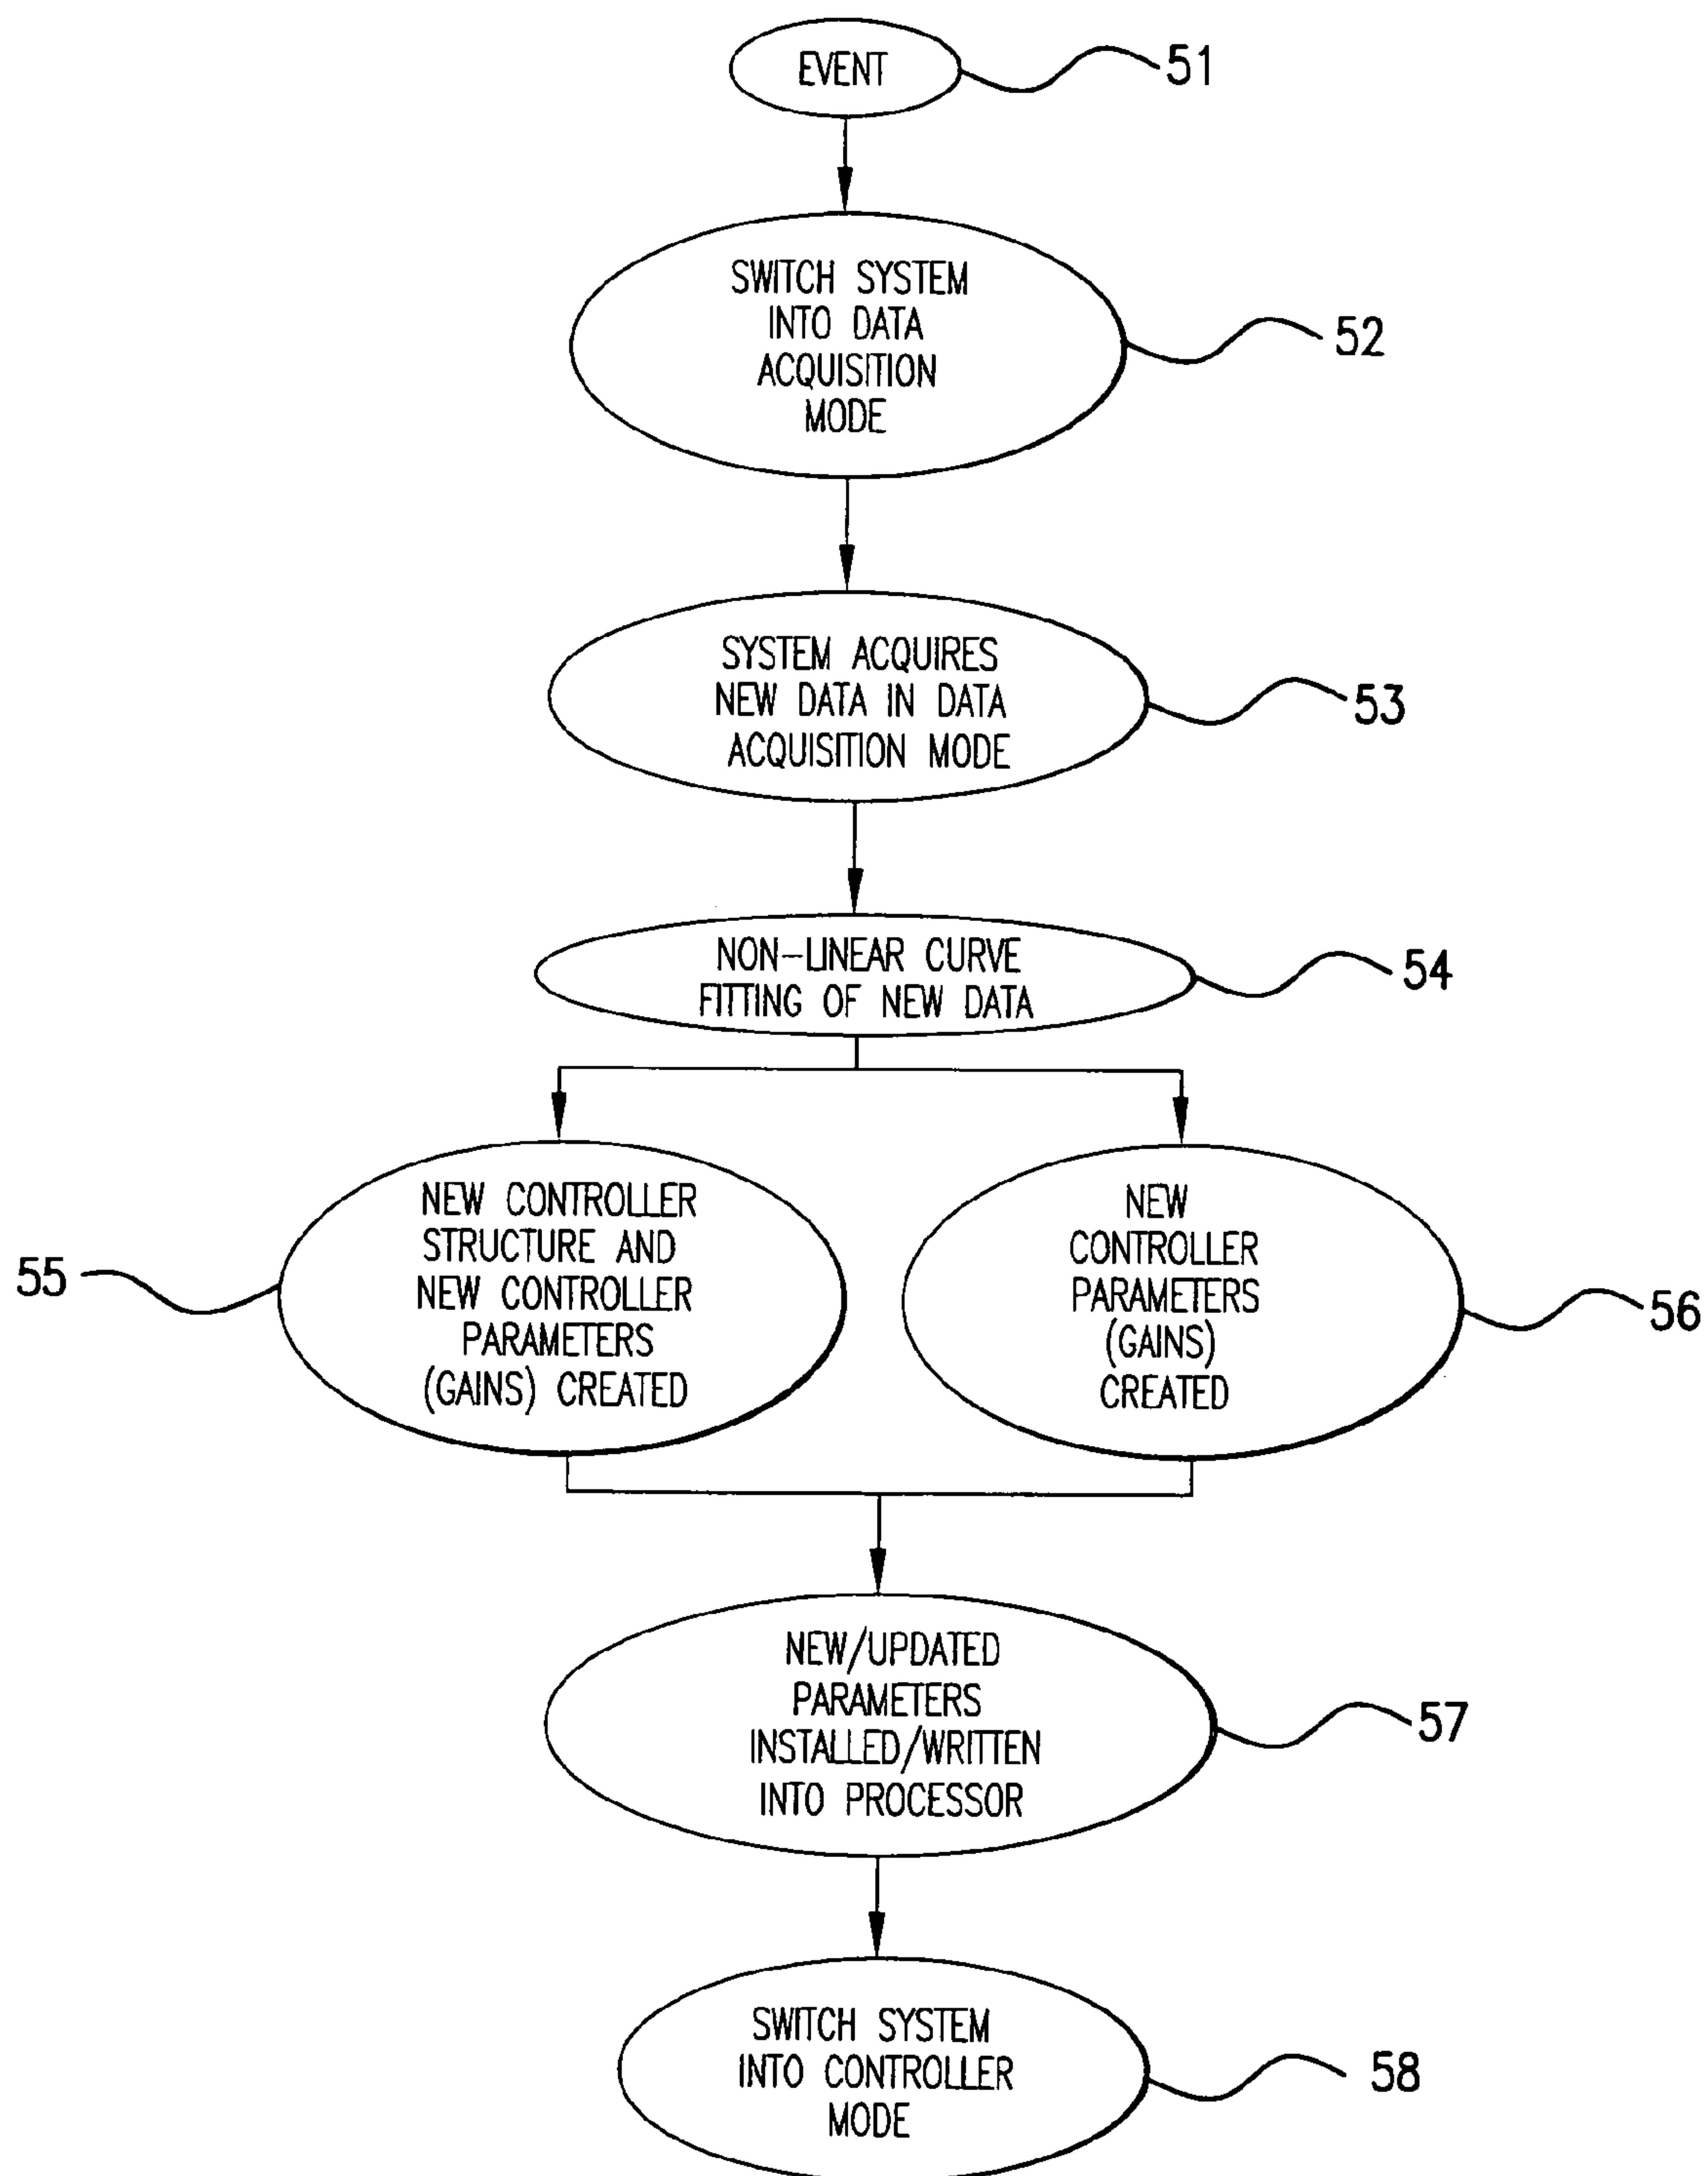 EVENT
51
SWITCH SYSTEM
INTO DATA
ACQUISITION
MODE
52
SYSTEM ACQUIRES
NEW DATA IN DATA
ACQUISITION MODE
53
NON-LINEAR CURVE
FITTING OF NEW DATA
54
55
NEW CONTROLLER
STRUCTURE AND
NEW CONTROLLER
PARAMETERS
(GAINS) CREATED
NEW
CONTROLLER
PARAMETERS
(GAINS)
CREATED
56
NEW/UPDATED
PARAMETERS
INSTALLED/WRITTEN
INTO PROCESSOR
57
SWITCH SYSTEM
INTO CONTROLLER
MODE
58